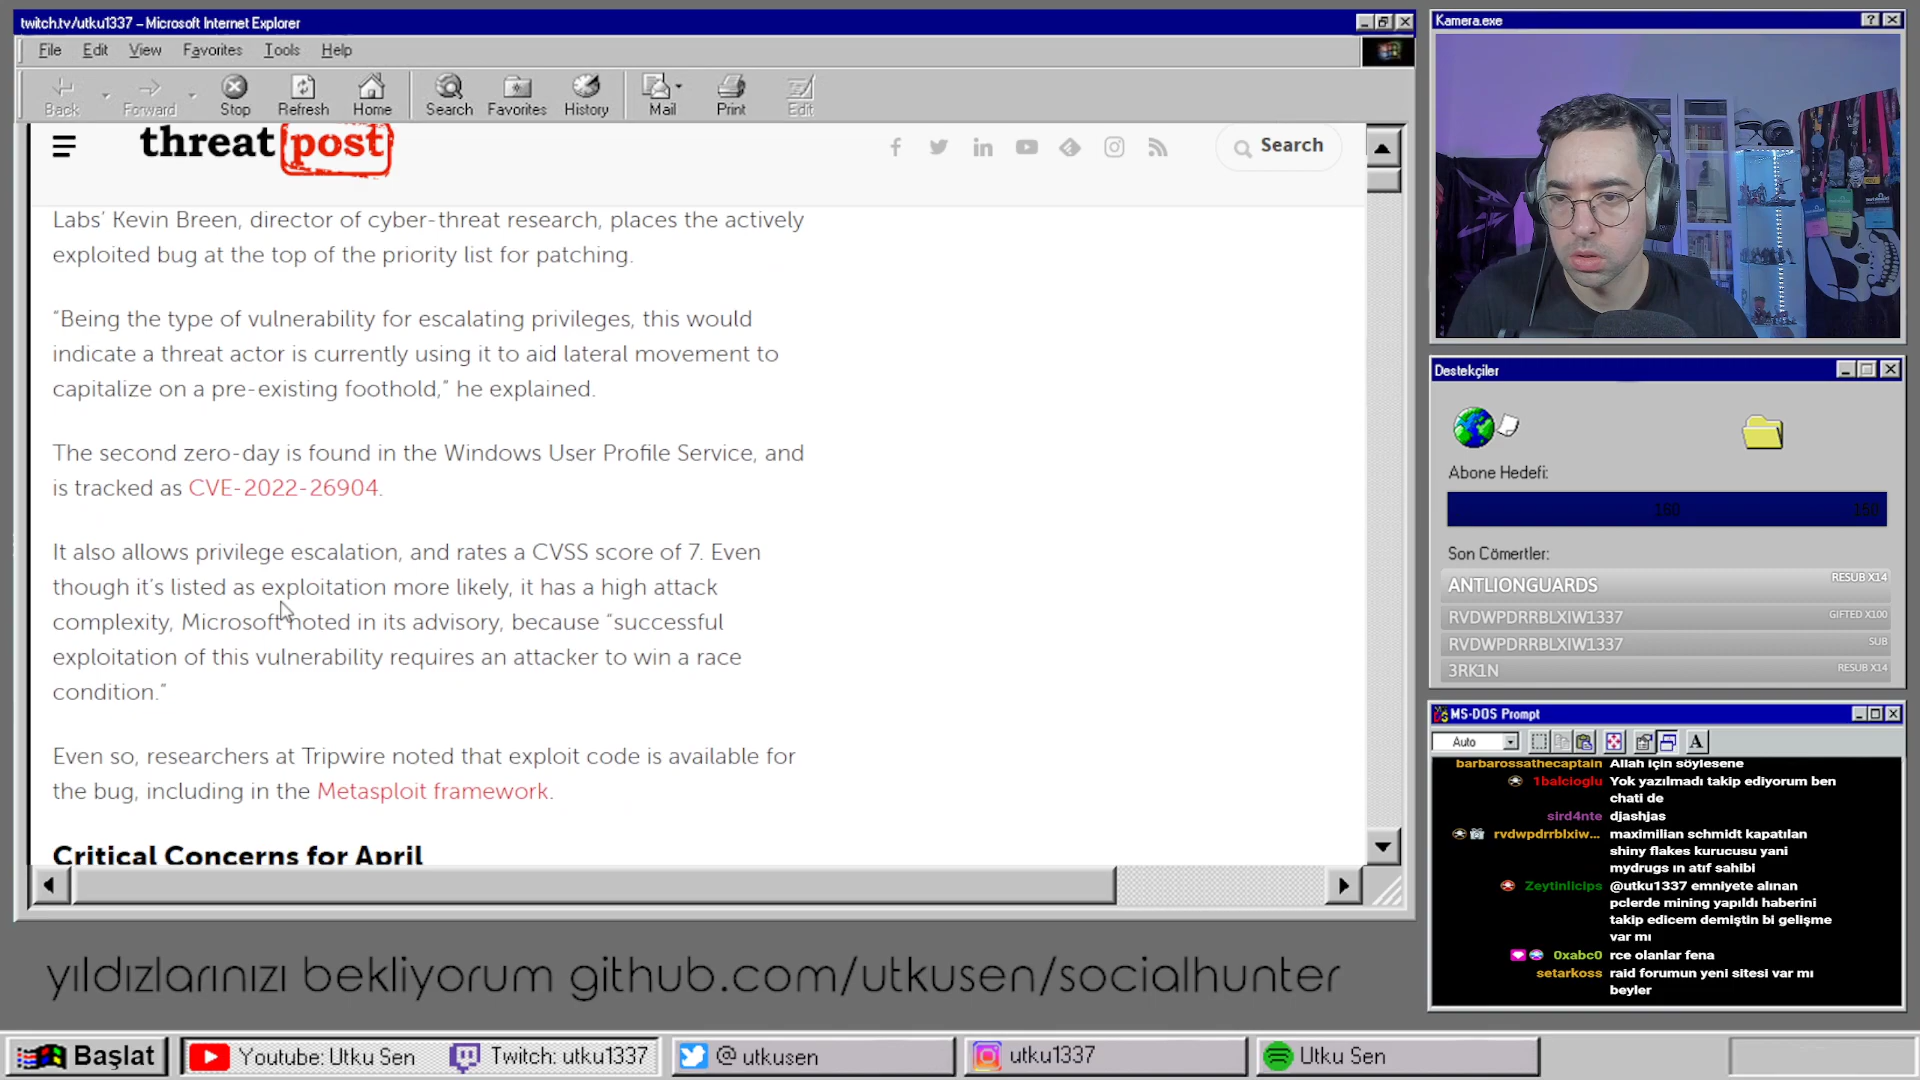 twitch.tv/utku1337 – Microsoft Internet Explorer
File Edit View Favorites Tools Help
Back Forward Stop Refresh Home Search Favorites History Mail Print Edit
threatpost
Search
Labs’ Kevin Breen, director of cyber-threat research, places the actively
exploited bug at the top of the priority list for patching.
“Being the type of vulnerability for escalating privileges, this would
indicate a threat actor is currently using it to aid lateral movement to
capitalize on a pre-existing foothold,” he explained.
The second zero-day is found in the Windows User Profile Service, and
is tracked as CVE-2022-26904.
It also allows privilege escalation, and rates a CVSS score of 7. Even
though it’s listed as exploitation more likely, it has a high attack
complexity, Microsoft noted in its advisory, because “successful
exploitation of this vulnerability requires an attacker to win a race
condition.”
Even so, researchers at Tripwire noted that exploit code is available for
the bug, including in the Metasploit framework.
Critical Concerns for April
Kamera.exe
Destekçiler
Abone Hedefi:
160 150
Son Cömertler:
ANTLIONGUARDS RESUB X14
RVDWPDRRBLXIW1337 GIFTED X100
RVDWPDRRBLXIW1337 SUB
3RK1N RESUB X14
MS-DOS Prompt
Auto
A
barbarossathecaptain Allah için söylesene
1balcioglu Yok yazılmadı takip ediyorum ben
chati de
sird4nte djashjas
rvdwpdrrblxiw... maximilian schmidt kapatılan
shiny flakes kurucusu yani
mydrugs ın atıf sahibi
Zeytinlicips @utku1337 emniyete alınan
pclerde mining yapıldı haberini
takip edicem demiştin bi gelişme
var mı
0xabc0 rce olanlar fena
setarkoss raid forumun yeni sitesi var mı
beyler
yıldızlarınızı bekliyorum github.com/utkusen/socialhunter
Başlat
Youtube: Utku Sen
Twitch: utku1337
@utkusen
utku1337
Utku Sen